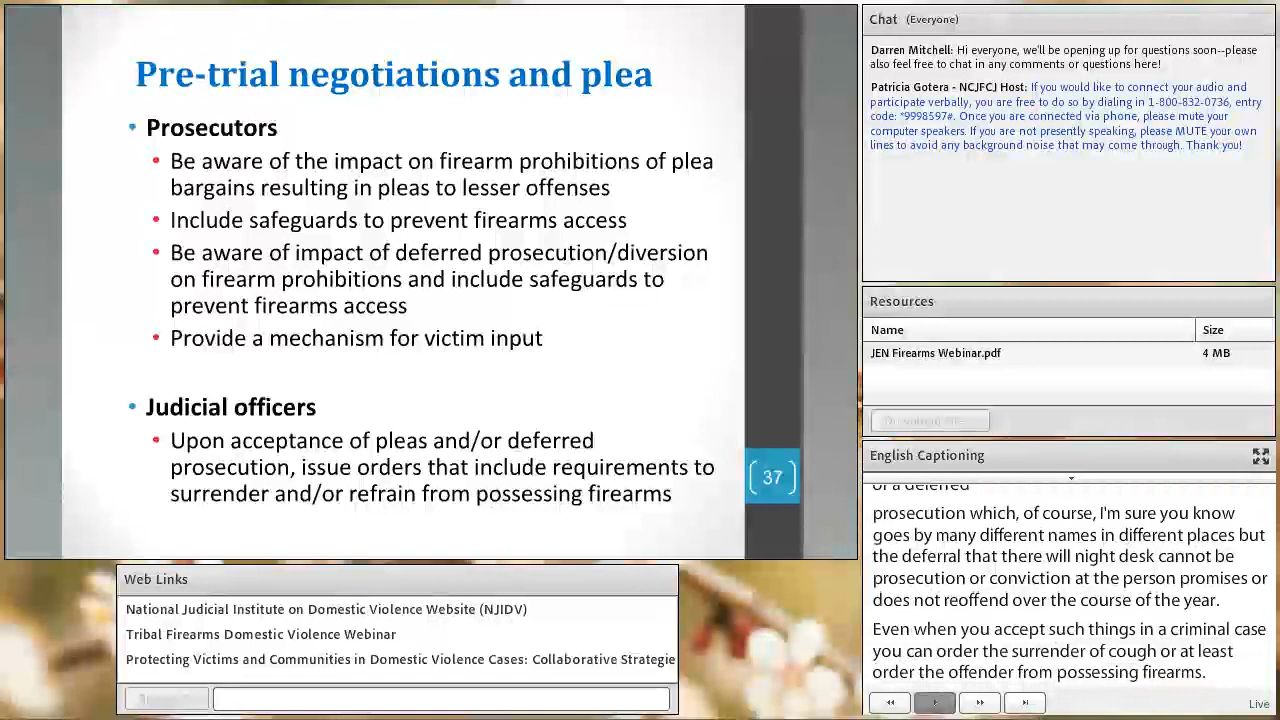 Pre-trial negotiations and plea
• Prosecutors
• Be aware of the impact on firearm prohibitions of plea
bargains resulting in pleas to lesser offenses
• Include safeguards to prevent firearms access
• Be aware of impact of deferred prosecution/diversion
on firearm prohibitions and include safeguards to
prevent firearms access
• Provide a mechanism for victim input
• Judicial officers
• Upon acceptance of pleas and/or deferred
prosecution, issue orders that include requirements to
surrender and/or refrain from possessing firearms
37
Web Links
National Judicial Institute on Domestic Violence Website (NJIDV)
Tribal Firearms Domestic Violence Webinar
Protecting Victims and Communities in Domestic Violence Cases: Collaborative Strategie
Chat (Everyone)
Darren Mitchell: Hi everyone, we'll be opening up for questions soon--please
also feel free to chat in any comments or questions here!
Patricia Gotera - NCJFCJ Host: If you would like to connect your audio and
participate verbally, you are free to do so by dialing in 1-800-832-0736, entry
code: *9998597#. Once you are connected via phone, please mute your
computer speakers. If you are not presently speaking, please MUTE your own
lines to avoid any background noise that may come through. Thank you!
Resources
Name Size
JEN Firearms Webinar.pdf 4 MB
English Captioning
or a deferred
prosecution which, of course, I'm sure you know
goes by many different names in different places but
the deferral that there will night desk cannot be
prosecution or conviction at the person promises or
does not reoffend over the course of the year.
Even when you accept such things in a criminal case
you can order the surrender of cough or at least
order the offender from possessing firearms.
Live